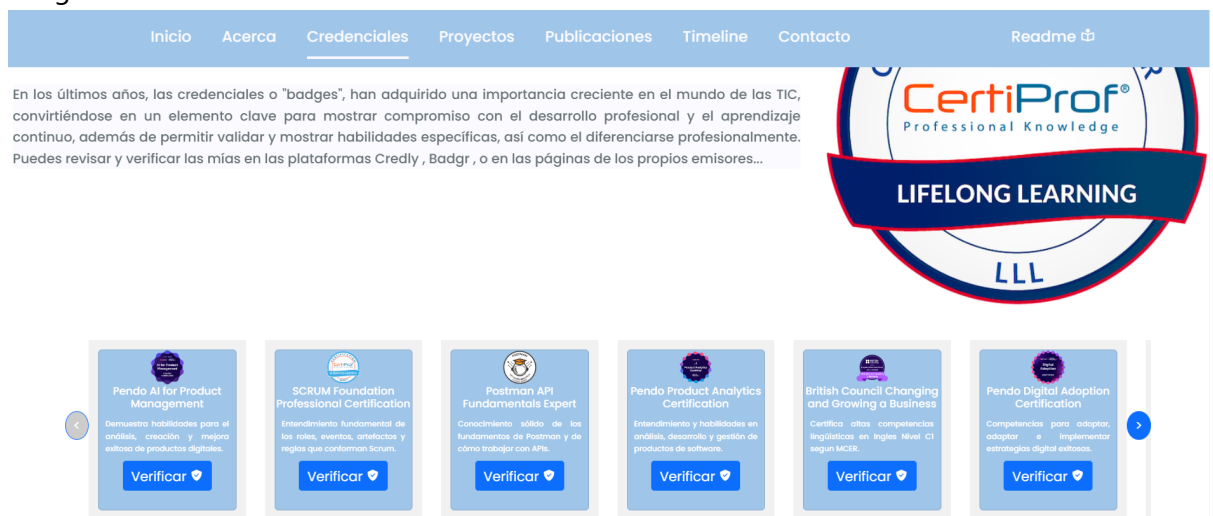 Inicio Acerca Credenciales Proyectos Publicaciones Timeline Contacto Readme
En los últimos años, las credenciales o "badges", han adquirido una importancia creciente en el mundo de las TIC,
convirtiéndose en un elemento clave para mostrar compromiso con el desarrollo profesional y el aprendizaje
continuo, además de permitir validar y mostrar habilidades específicas, así como el diferenciarse profesionalmente.
Puedes revisar y verificar las mías en las plataformas Credly , Badgr , o en las páginas de los propios emisores...
CertiProf®
Professional Knowledge
LIFELONG LEARNING
LLL
Pendo AI for Product
Management
Demuestra habilidades para el
análisis, creación y mejora
exitosa de productos digitales.
Verificar
SCRUM Foundation
Professional Certification
Entendimiento fundamental de
los roles, eventos, artefactos y
reglas que conforman Scrum.
Verificar
Postman API
Fundamentals Expert
Conocimiento sólido de los
fundamentos de Postman y de
cómo trabajar con APIs.
Verificar
Pendo Product Analytics
Certification
Entendimiento y habilidades en
análisis, desarrollo y gestión de
productos de software.
Verificar
British Council Changing
and Growing a Business
Certifica altas competencias
lingüísticas en Ingles Nivel C1
segun MCER.
Verificar
Pendo Digital Adoption
Certification
Competencias para adoptar,
adaptar e implementar
estrategias digital exitosas.
Verificar